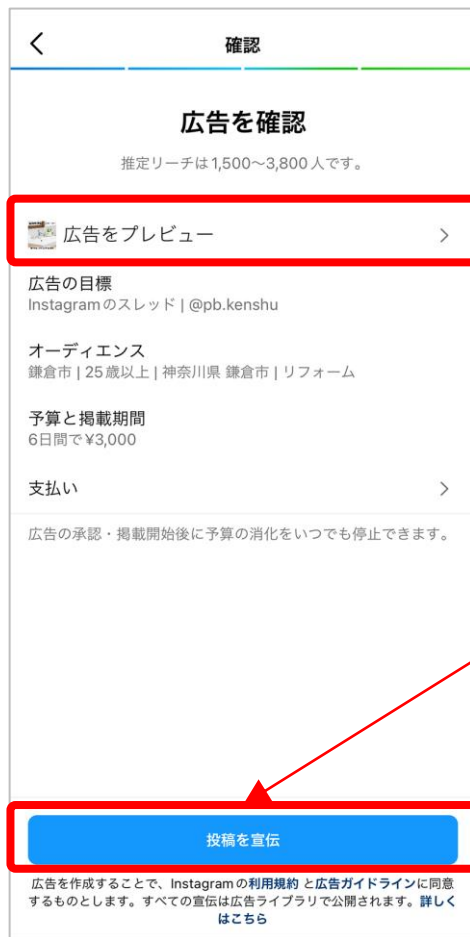 確認
広告を確認
推定リーチは1,500〜3,800人です。
広告をプレビュー
広告の目標
Instagramのスレッド | @pb.kenshu
オーディエンス
鎌倉市 | 25歳以上 | 神奈川県 鎌倉市 | リフォーム
予算と掲載期間
6日間で¥3,000
支払い
広告の承認・掲載開始後に予算の消化をいつでも停止できます。
投稿を宣伝
広告を作成することで、Instagramの利用規約 と広告ガイドラインに同意
するものとします。すべての宣伝は広告ライブラリで公開されます。詳しく
はこちら